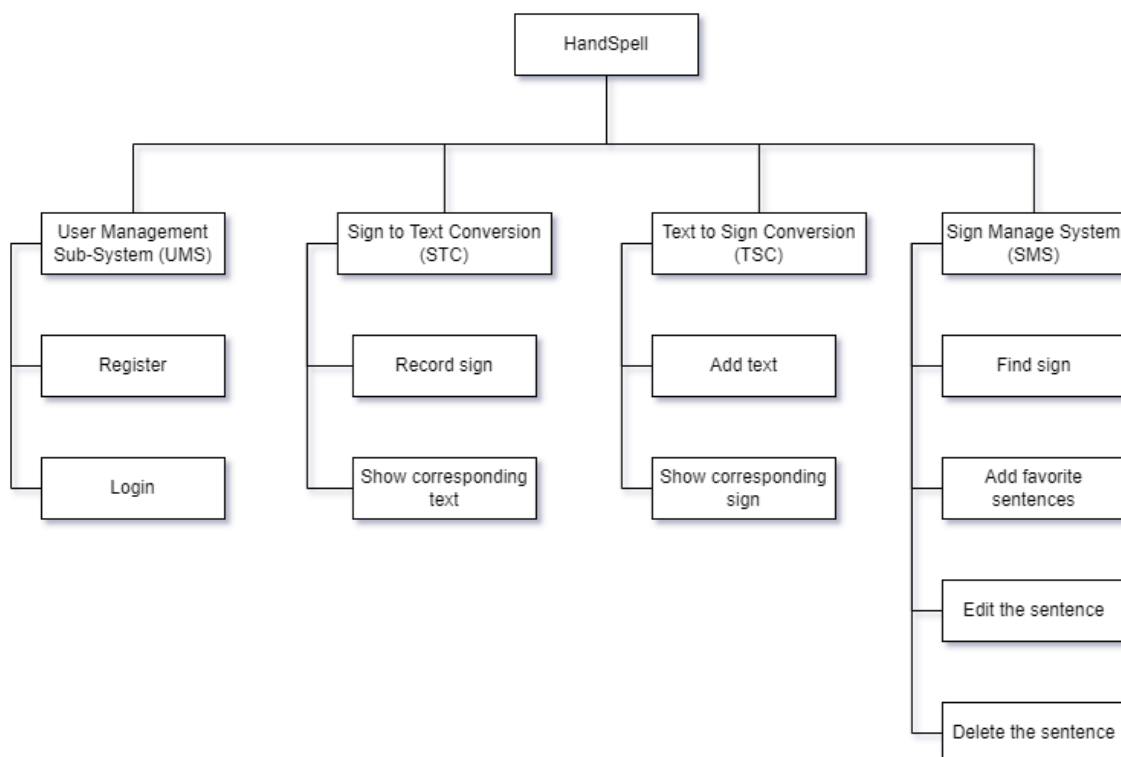 HandSpell
User Management
Sub-System (UMS)
Sign to Text Conversion
(STC)
Text to Sign Conversion
(TSC)
Sign Manage System
(SMS)
Register
Record sign
Add text
Find sign
Login
Show corresponding
text
Show corresponding
sign
Add favorite
sentences
Edit the sentence
Delete the sentence